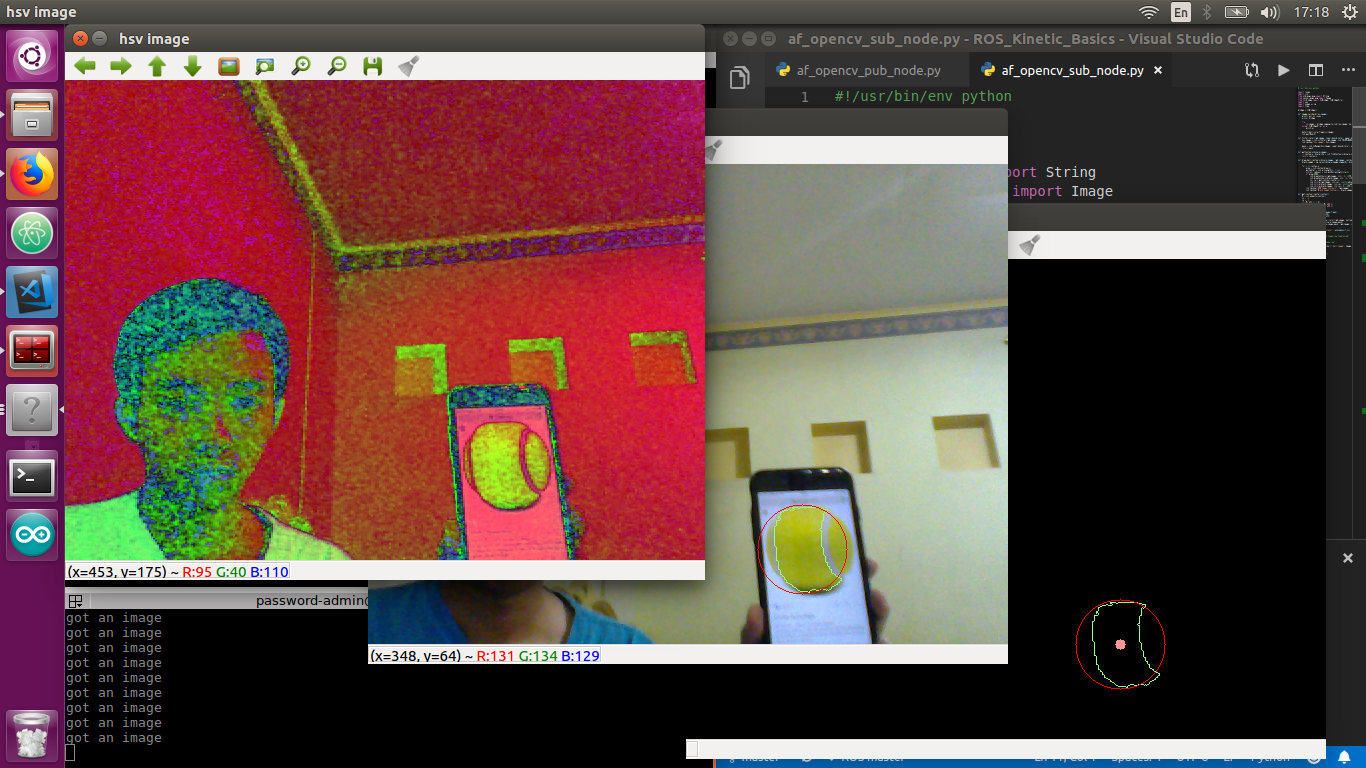 hsv image
En
17:18
hsv image
af_opencv_sub_node.py - ROS_Kinetic_Basics - Visual Studio Code
af_opencv_pub_node.py
af_opencv_sub_node.py
1 #!/usr/bin/env python
port String
import Image
(x=453, y=175) ~ R:95 G:40 B:110
password-admin@
got an image
got an image
got an image
got an image
got an image
got an image
got an image
got an image
got an image
(x=348, y=64) ~ R:131 G:134 B:129